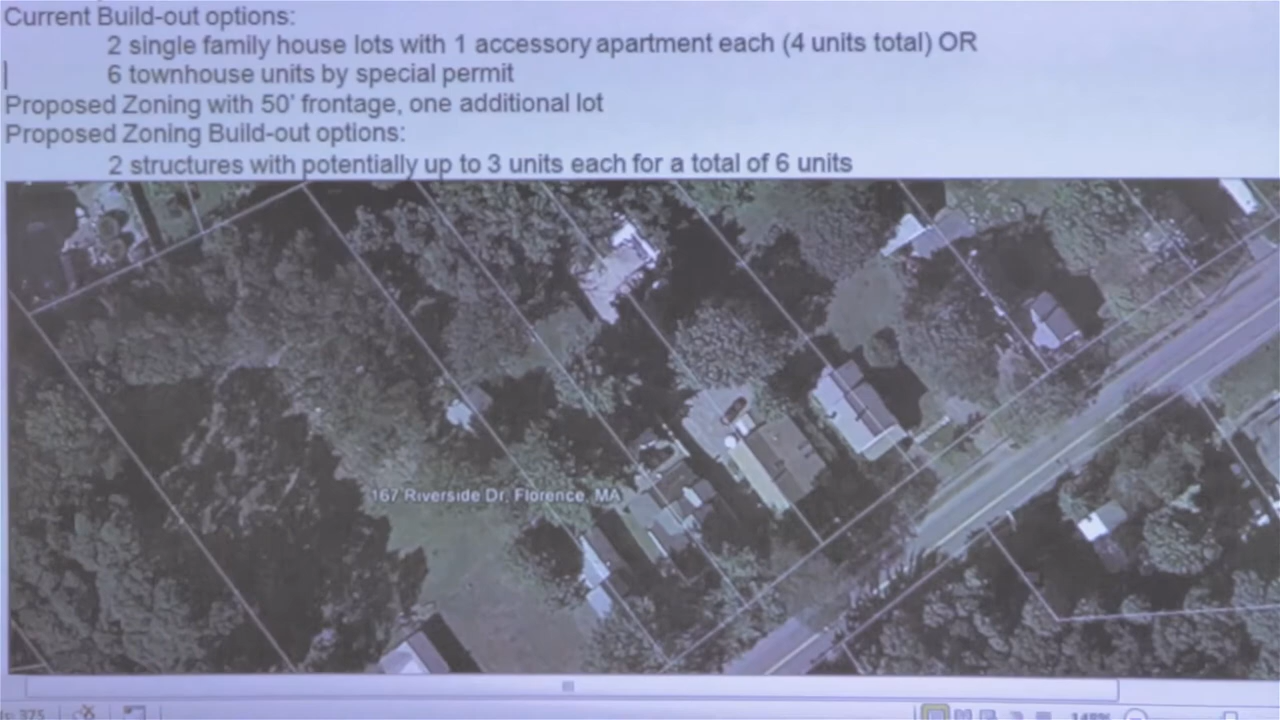 Current Build-out options:
2 single family house lots with 1 accessory apartment each (4 units total) OR
6 townhouse units by special permit
Proposed Zoning with 50' frontage, one additional lot
Proposed Zoning Build-out options:
2 structures with potentially up to 3 units each for a total of 6 units
167 Riverside Dr, Florence, MA
375
148%